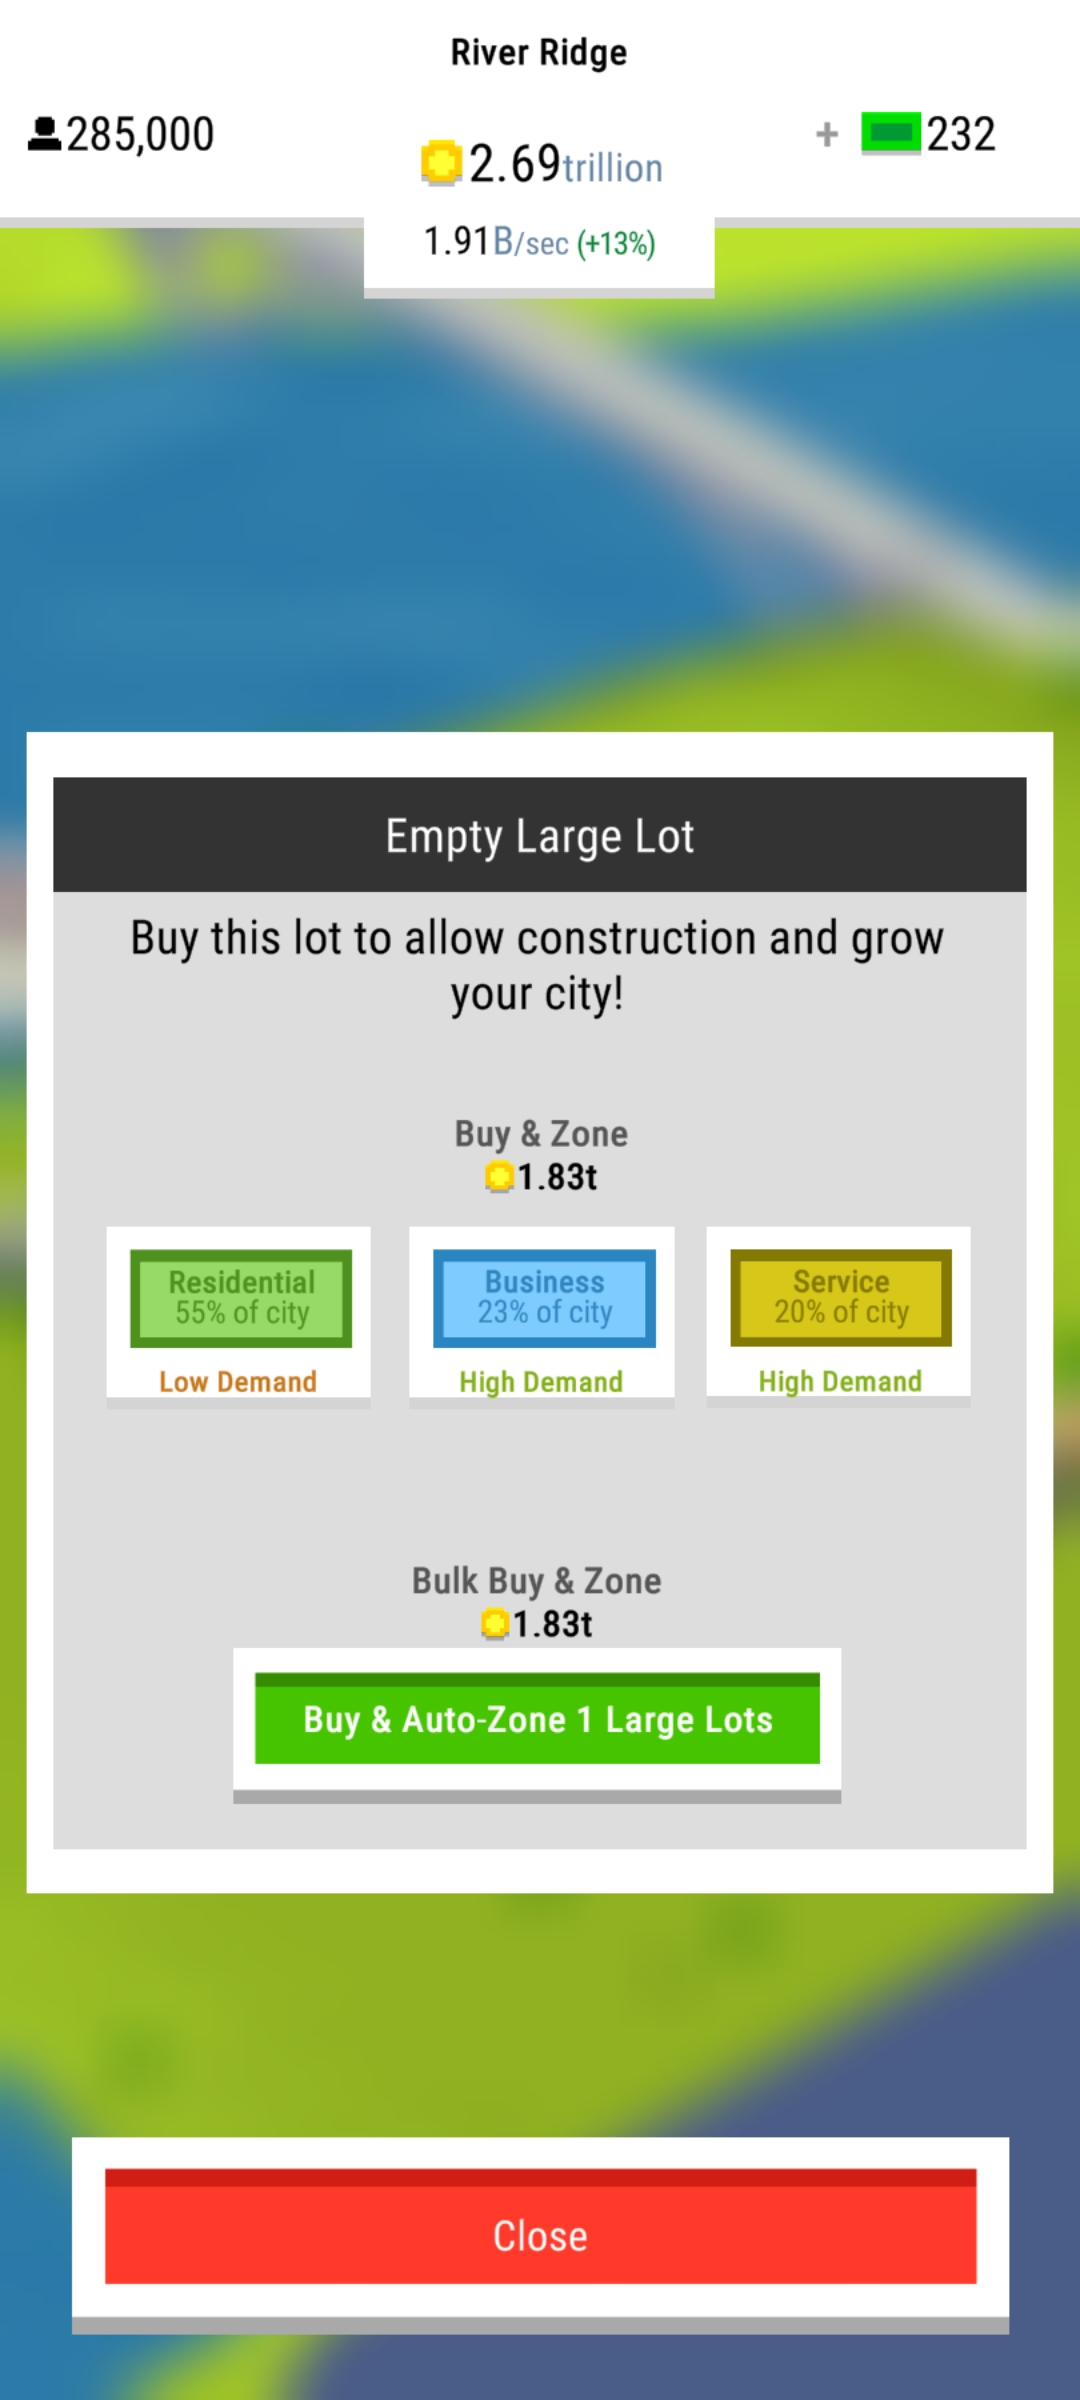 River Ridge
285,000
2.69trillion
+ 232
1.91B/sec (+13%)
Empty Large Lot
Buy this lot to allow construction and grow
your city!
Buy & Zone
1.83t
Residential
55% of city
Low Demand
Business
23% of city
High Demand
Service
20% of city
High Demand
Bulk Buy & Zone
1.83t
Buy & Auto-Zone 1 Large Lots
Close